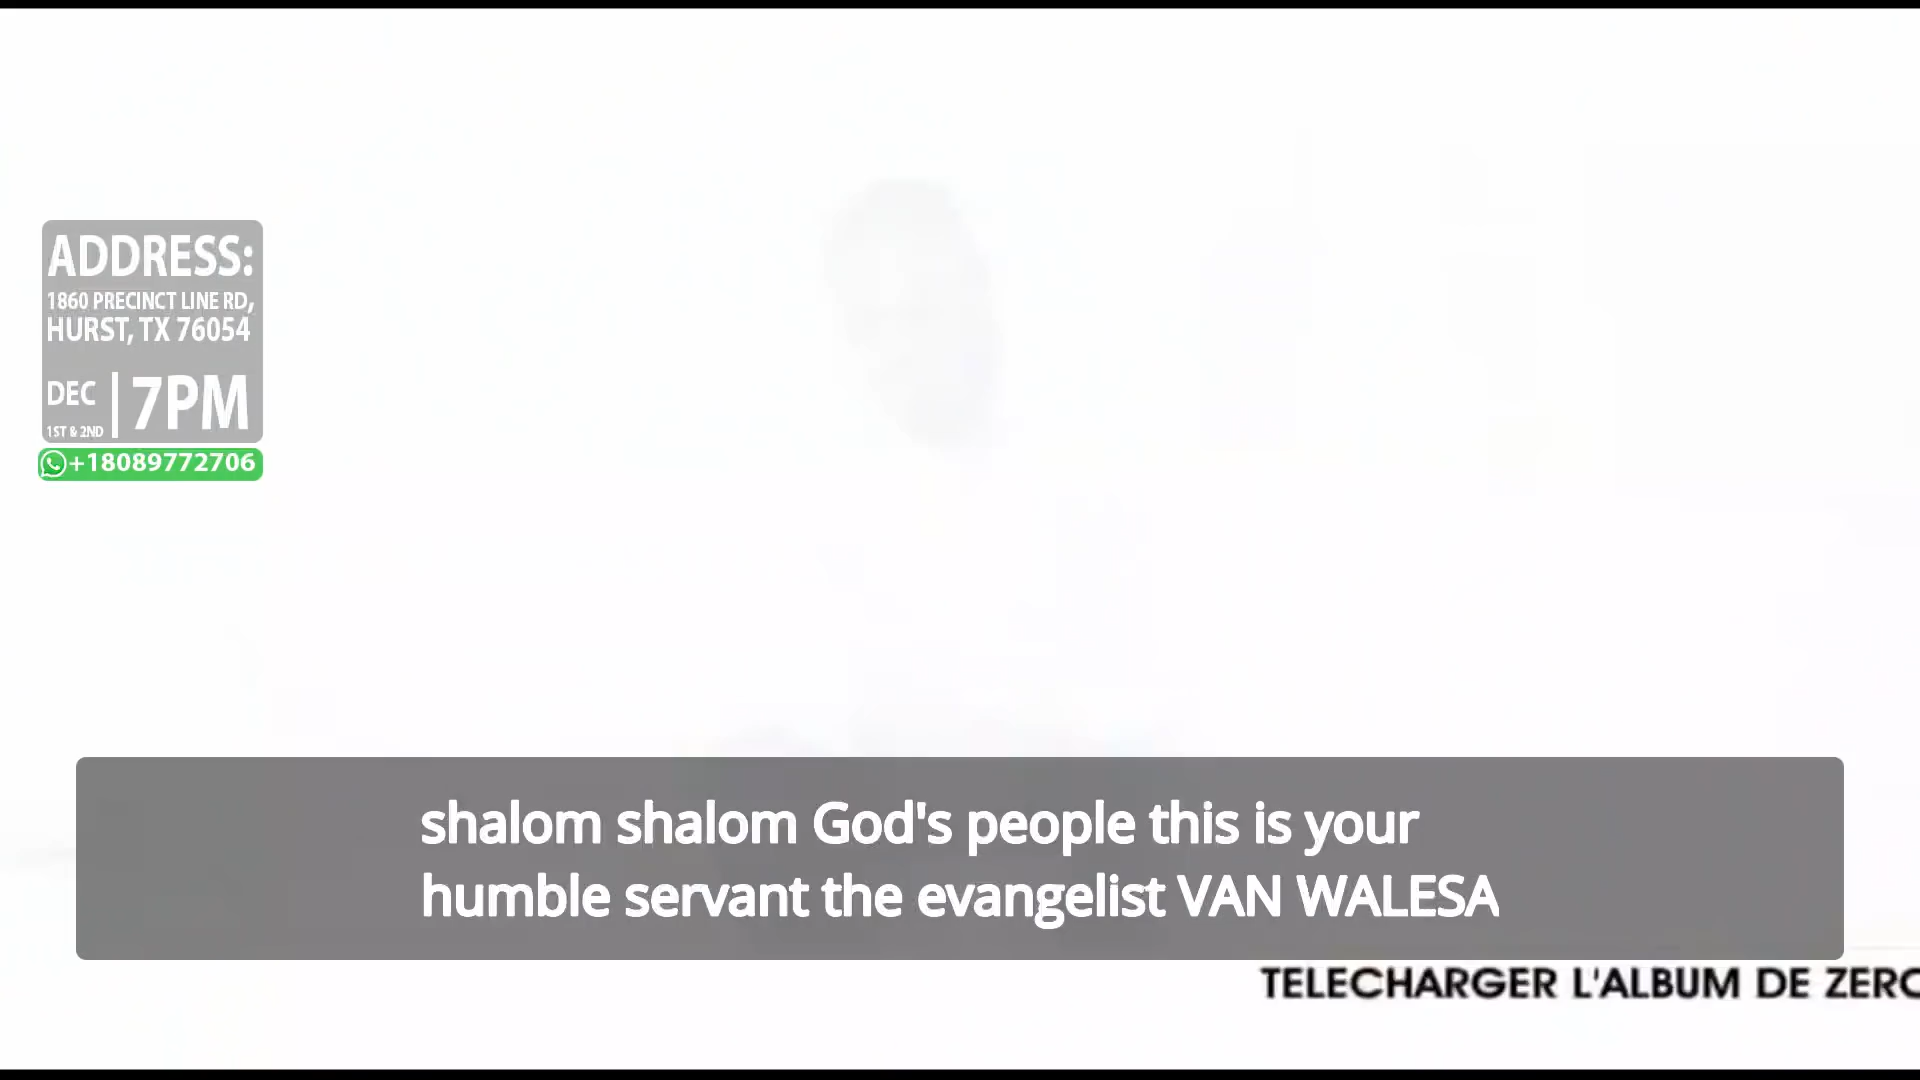 ADDRESS:
1860 PRECINCT LINE RD,
HURST, TX 76054
DEC
1ST & 2ND
7PM
+18089772706
shalom shalom God's people this is your
humble servant the evangelist VAN WALESA
TELECHARGER L'ALBUM DE